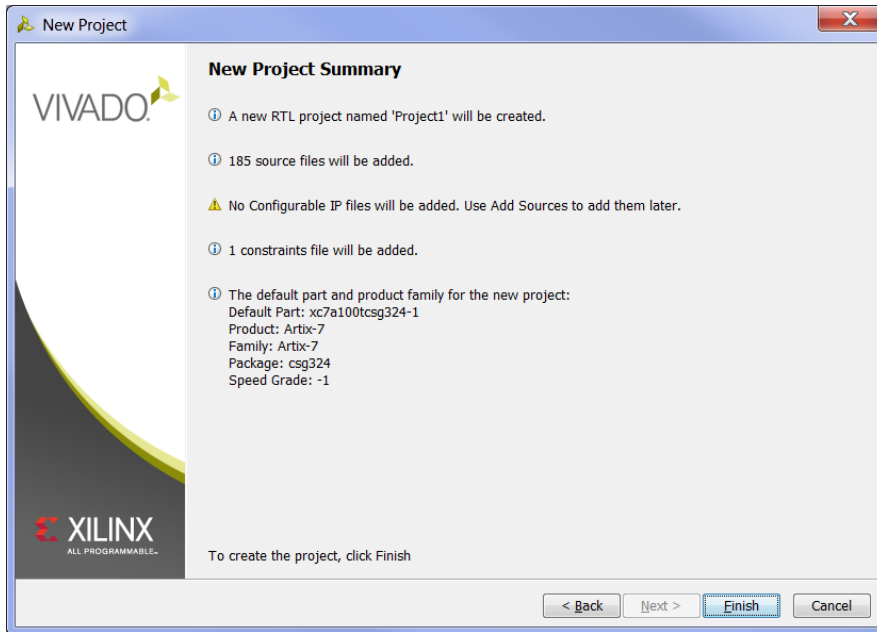 New Project
VIVADO.
New Project Summary
A new RTL project named 'Project1' will be created.
185 source files will be added.
No Configurable IP files will be added. Use Add Sources to add them later.
1 constraints file will be added.
The default part and product family for the new project:
Default Part: xc7a100tcsg324-1
Product: Artix-7
Family: Artix-7
Package: csg324
Speed Grade: -1
XILINX
ALL PROGRAMMABLE™
To create the project, click Finish
< Back Next > Finish Cancel